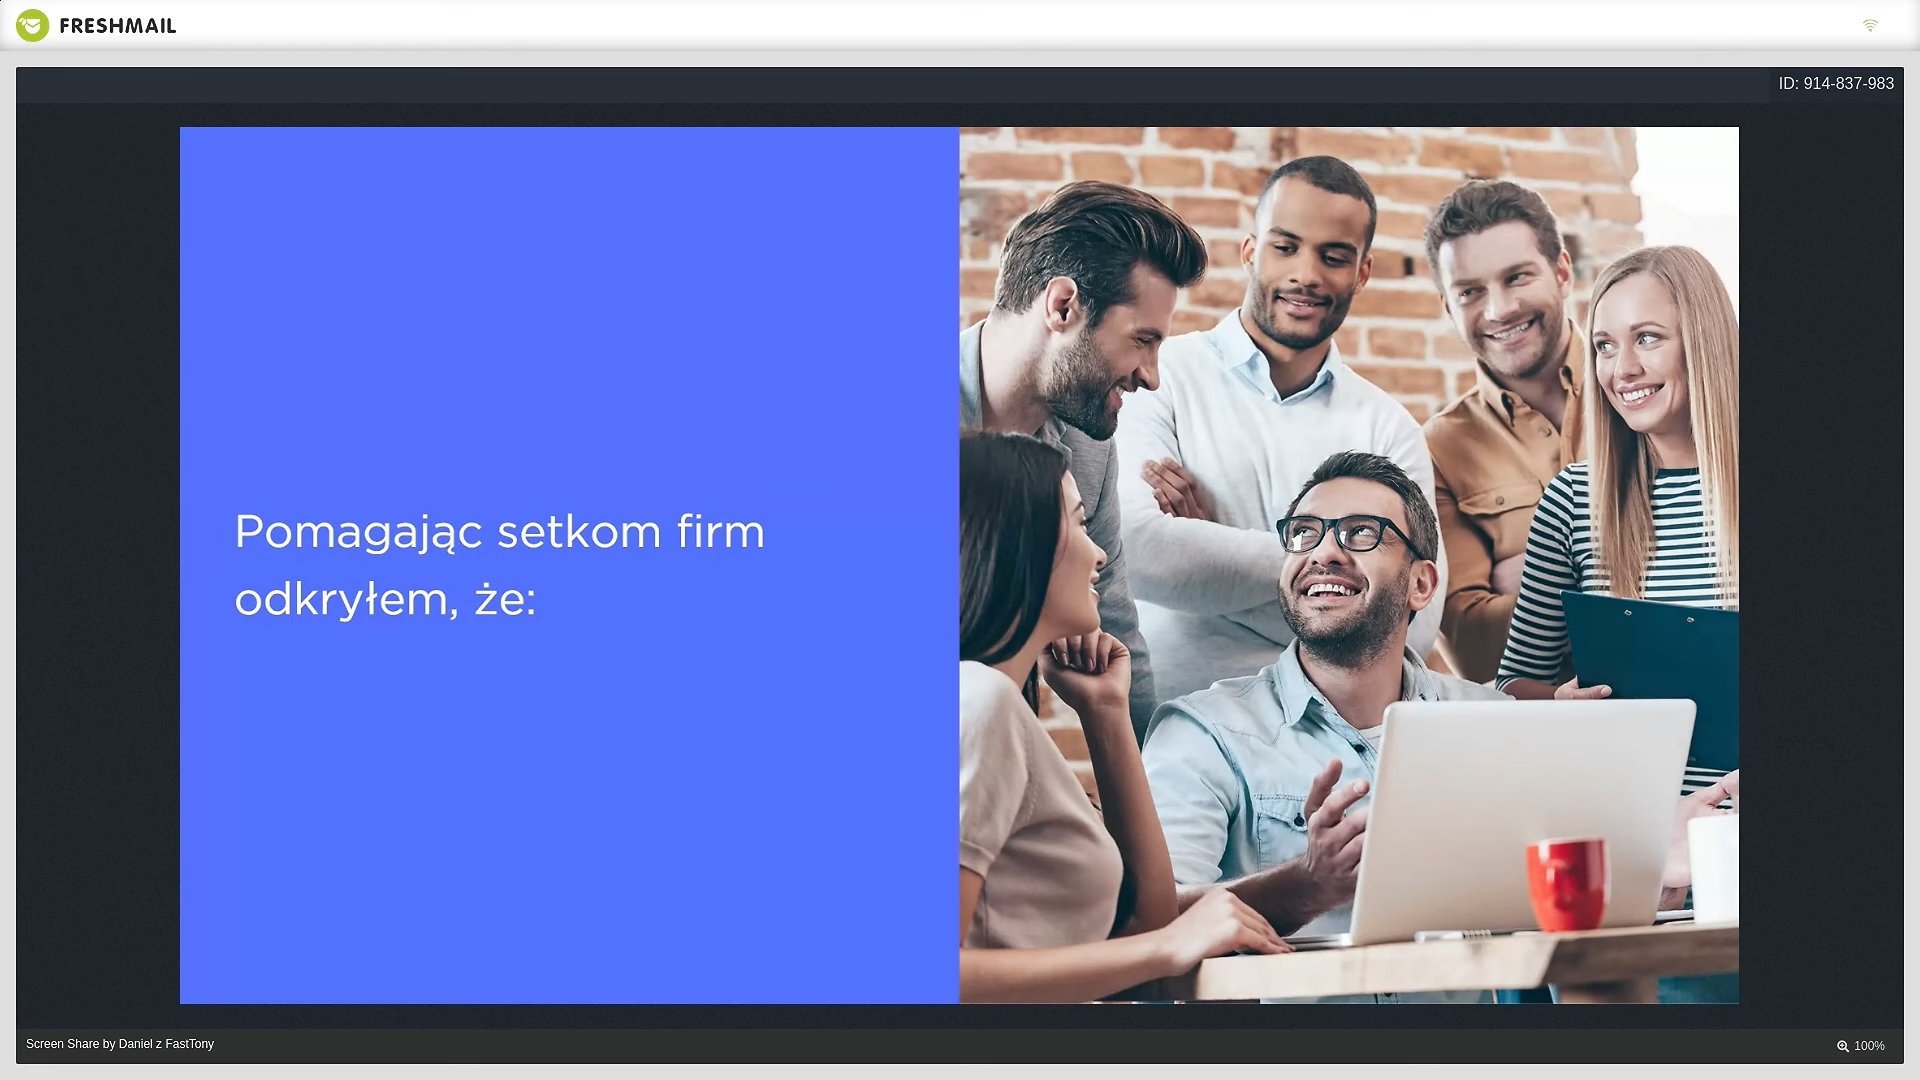 FRESHMAIL
ID: 914-837-983
Pomagając setkom firm
odkryłem, że:
Screen Share by Daniel z FastTony
100%